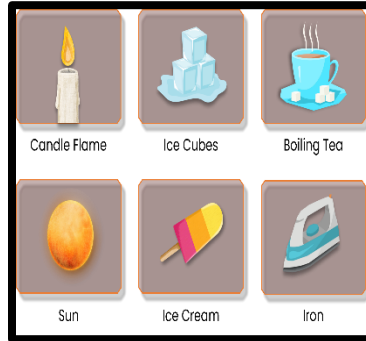 Candle Flame
Ice Cubes
Boiling Tea
Sun
Ice Cream
Iron